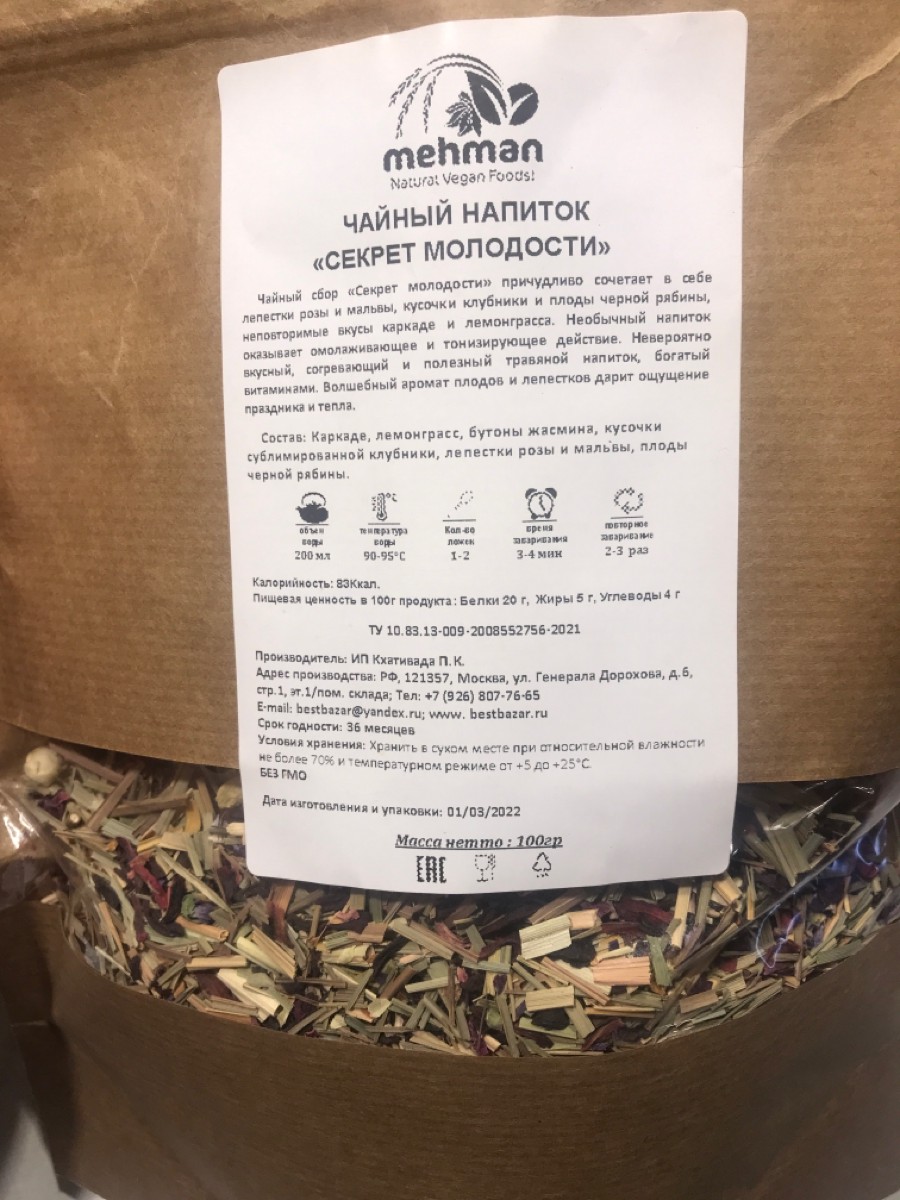 mehman
Natural Vegan Foods!
ЧАЙНЫЙ НАПИТОК
«СЕКРЕТ МОЛОДОСТИ»
Чайный сбор «Секрет молодости» причудливо сочетает в себе
лепестки розы и мальвы, кусочки клубники и плоды черной рябины,
неповторимые вкусы каркаде и лемонграсса. Необычный напиток
оказывает омолаживающее и тонизирующее действие. Невероятно
вкусный, согревающий и полезный травяной напиток, богатый
витаминами. Волшебный аромат плодов и лепестков дарит ощущение
праздника и тепла.
Состав: Каркаде, лемонграсс, бутоны жасмина, кусочки
сублимированной клубники, лепестки розы и мальвы, плоды
черной рябины.
°C
объем температура Кол-во время повторное
воды воды ложек заваривания заваривание
200 мл 90-95°C 1-2 3-4 мин 2-3 раз
Калорийность: 83Ккал.
Пищевая ценность в 100г продукта: Белки 20 г, Жиры 5 г, Углеводы 4 г
ТУ 10.83.13-009-2008552756-2021
Производитель: ИП Кхативада П.К.
Адрес производства: РФ, 121357, Москва, ул. Генерала Дорохова, д.6,
стр.1, эт.1/пом. склада; Тел: +7 (926) 807-76-65
E-mail: bestbazar@yandex.ru; www. bestbazar.ru
Срок годности: 36 месяцев
Условия хранения: Хранить в сухом месте при относительной влажности
не более 70% и температурном режиме от +5 до +25°C.
БЕЗ ГМО
Дата изготовления и упаковки: 01/03/2022
Масса нетто : 100гр
EAC